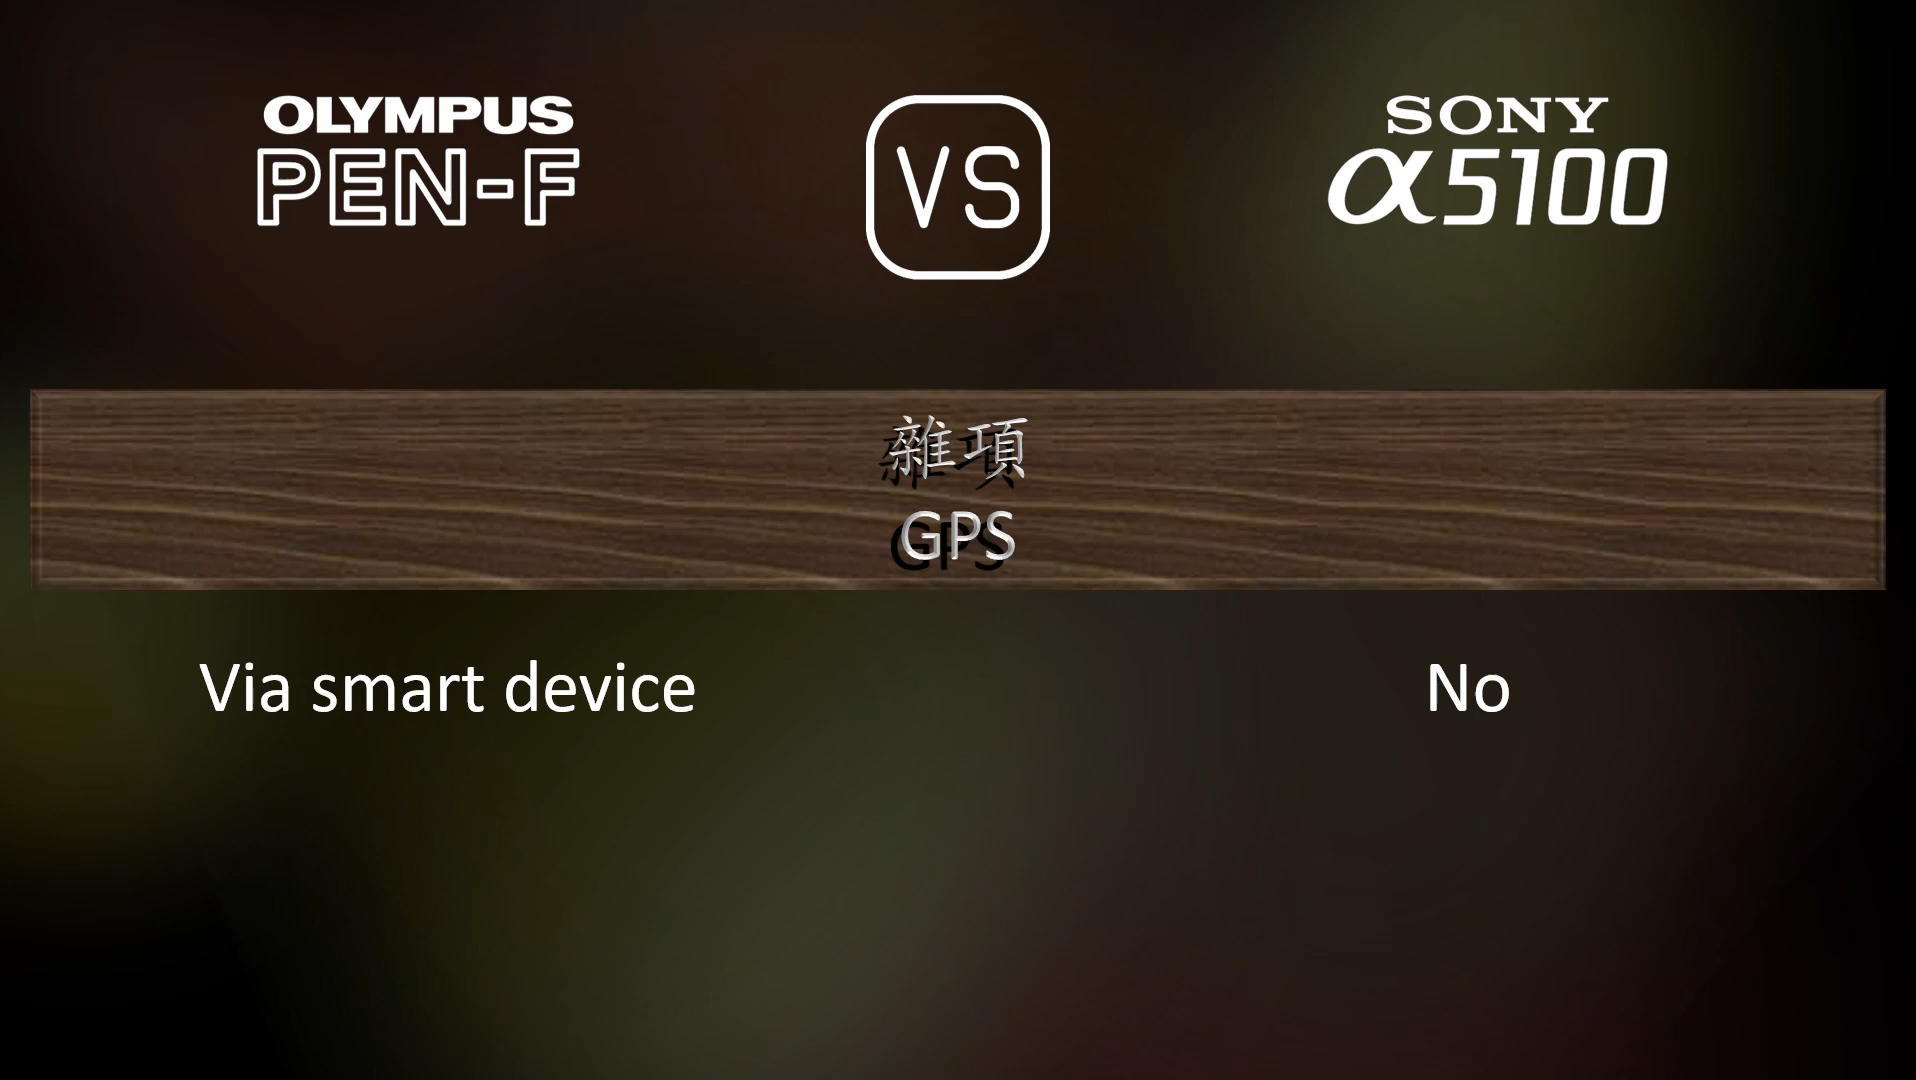 OLYMPUS
PEN-F
VS
SONY
α5100
雜項
GPS
Via smart device
No